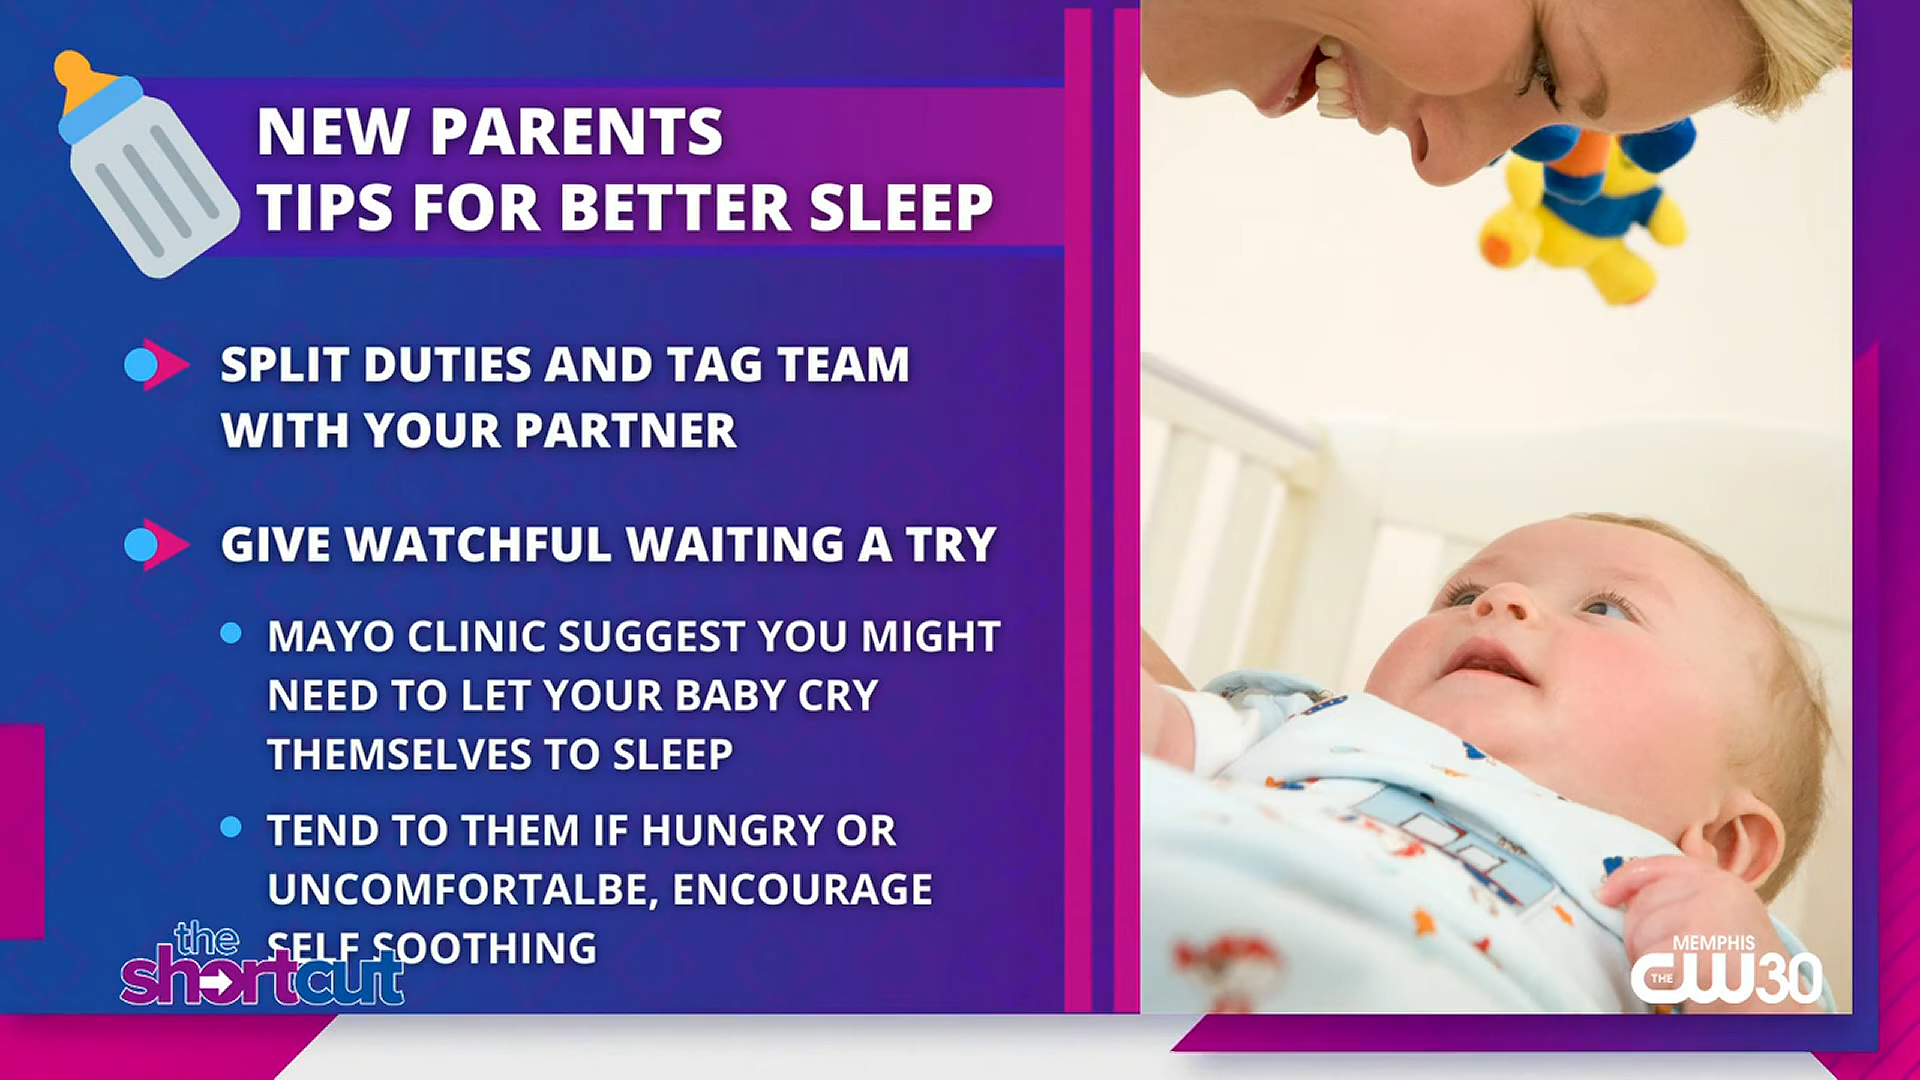 NEW PARENTS
TIPS FOR BETTER SLEEP
SPLIT DUTIES AND TAG TEAM
WITH YOUR PARTNER
GIVE WATCHFUL WAITING A TRY
MAYO CLINIC SUGGEST YOU MIGHT
NEED TO LET YOUR BABY CRY
THEMSELVES TO SLEEP
TEND TO THEM IF HUNGRY OR
UNCOMFORTALBE, ENCOURAGE
SELF SOOTHING
the
shortcut
MEMPHIS
THE CW30